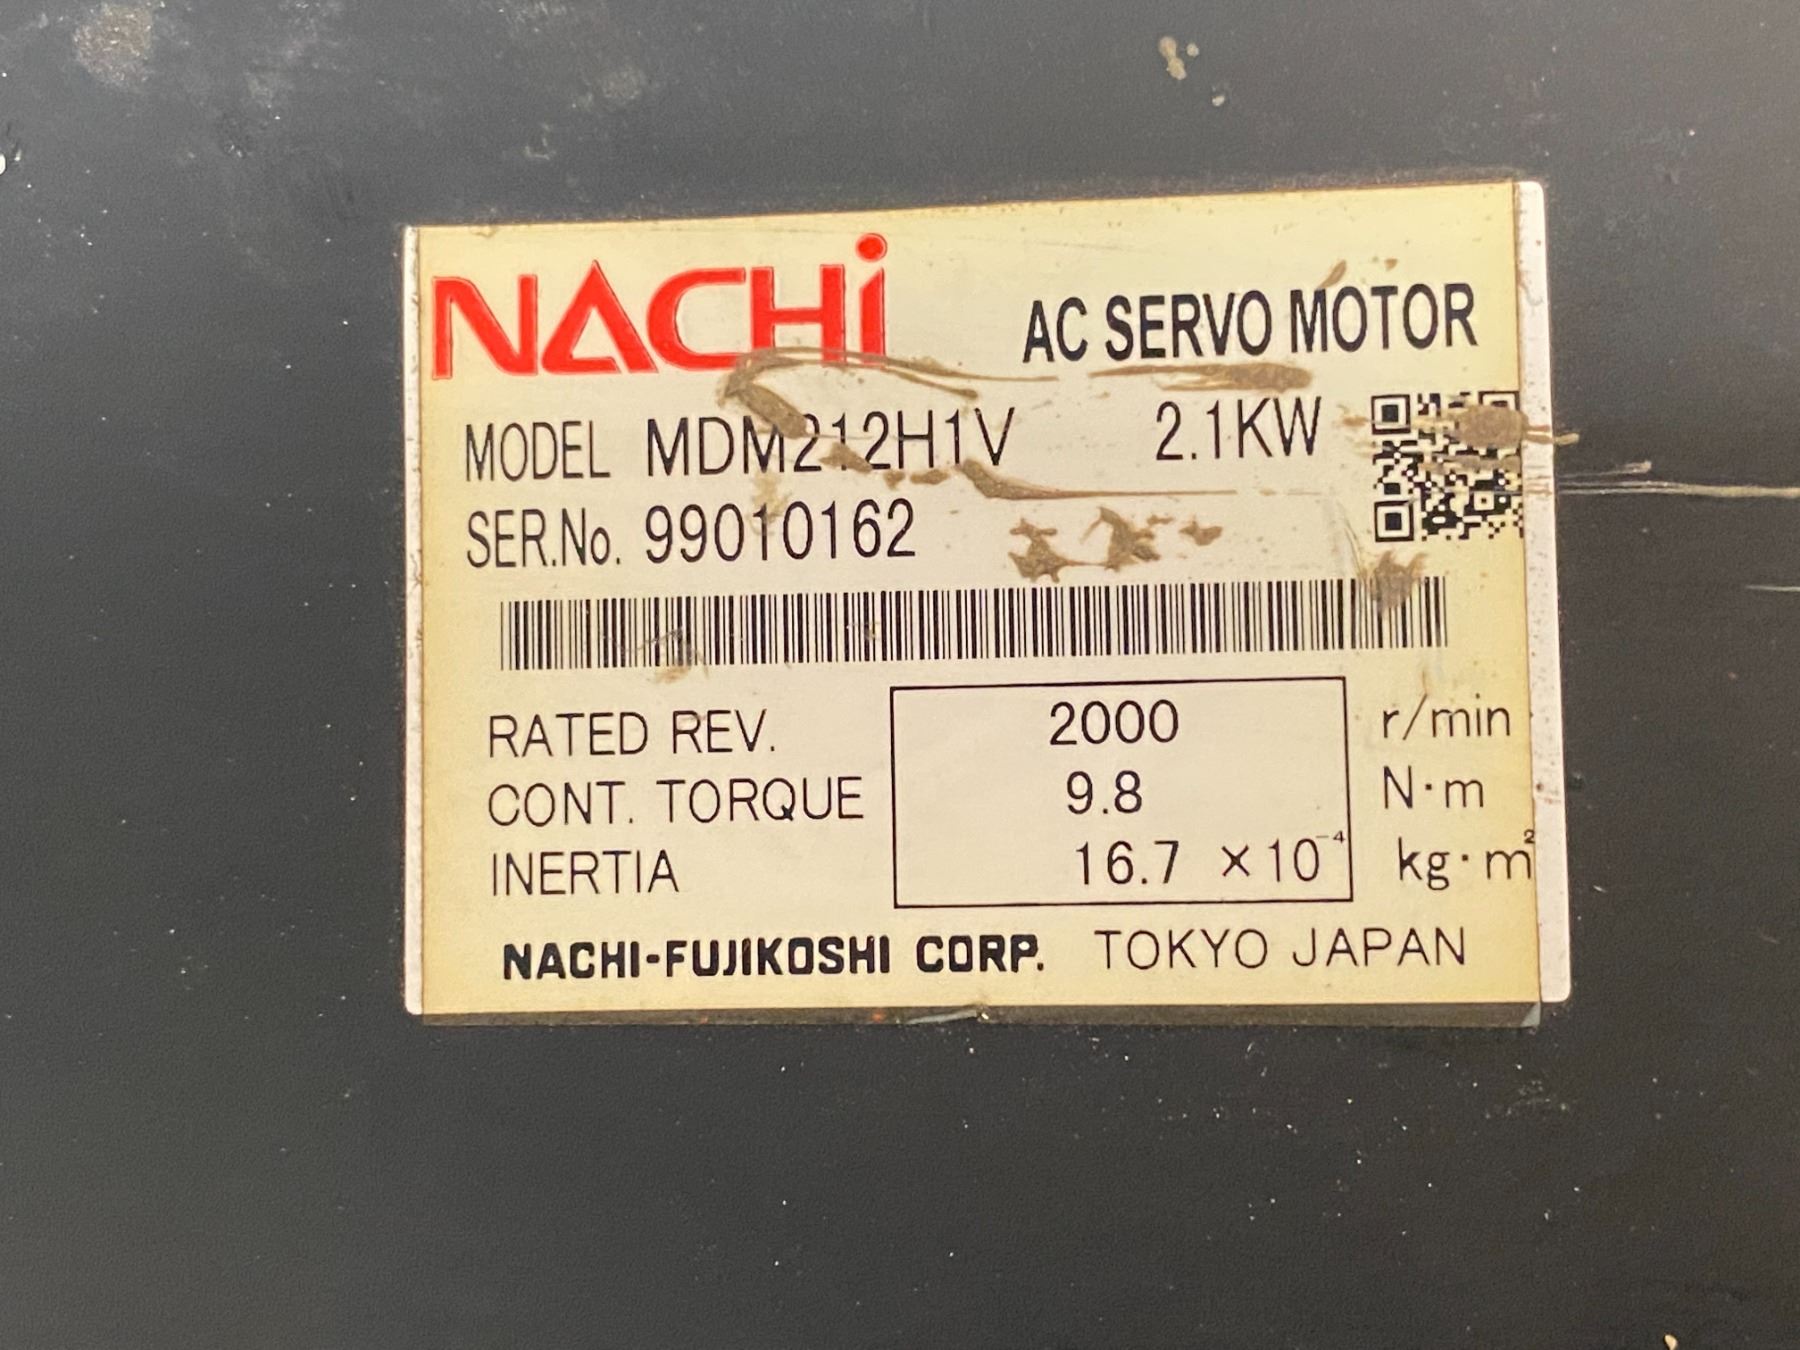 NACHi AC SERVO MOTOR
MODEL MDM212H1V 2.1KW
SER.No. 99010162
RATED REV. 2000 r/min
CONT. TORQUE 9.8 N·m
INERTIA 16.7 ×10⁻⁴ kg·m²
NACHI-FUJIKOSHI CORP. TOKYO JAPAN